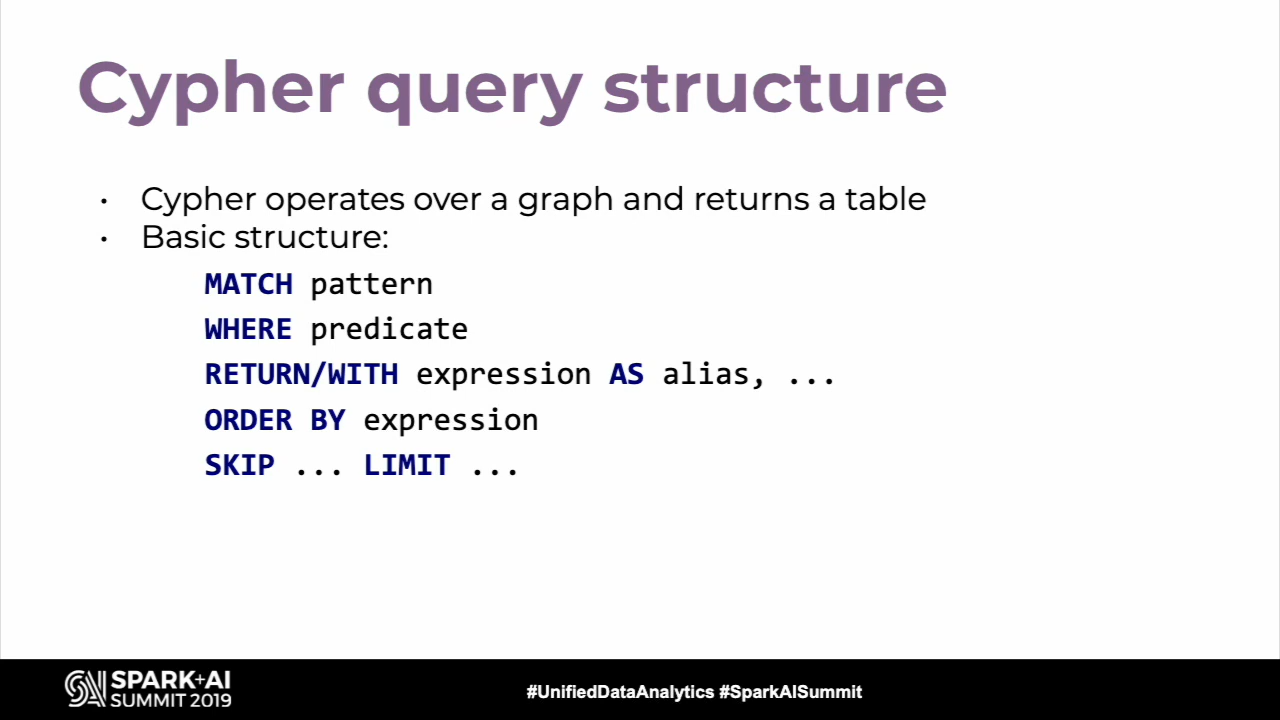 Cypher query structure
· Cypher operates over a graph and returns a table
· Basic structure:
MATCH pattern
WHERE predicate
RETURN/WITH expression AS alias, ...
ORDER BY expression
SKIP ... LIMIT ...
SPARK+AI
SUMMIT 2019
#UnifiedDataAnalytics #SparkAISummit